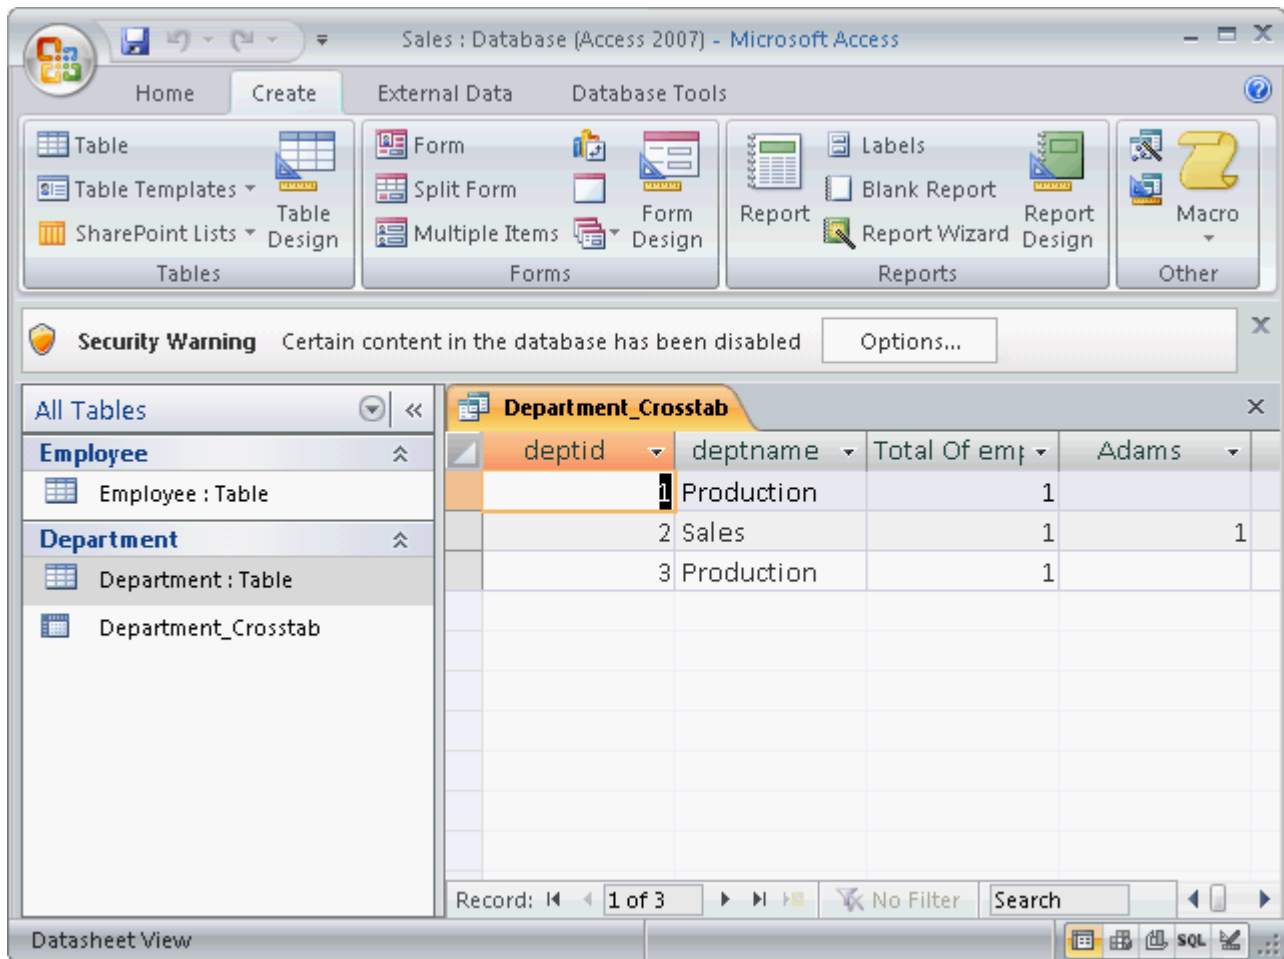 Sales : Database (Access 2007) - Microsoft Access
Home Create External Data Database Tools
Table
Table Templates
SharePoint Lists
Table Design
Tables
Form
Split Form
Multiple Items
Form Design
Forms
Report
Labels
Blank Report
Report Wizard
Report Design
Reports
Macro
Other
Security Warning Certain content in the database has been disabled Options...
All Tables
Employee
Employee : Table
Department
Department : Table
Department_Crosstab
Department_Crosstab
deptid deptname Total Of emp Adams
1 Production 1
2 Sales 1 1
3 Production 1
Record: 1 of 3 No Filter Search
Datasheet View SQL